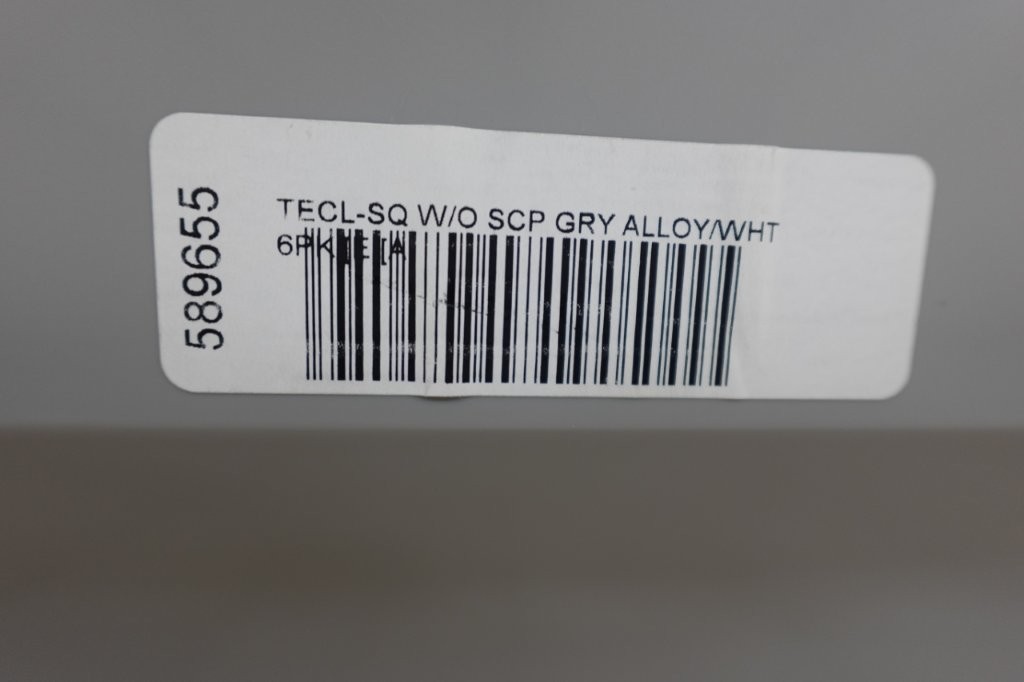 589655
TECL-SQ W/O SCP GRY ALLOY/WHT
6PK